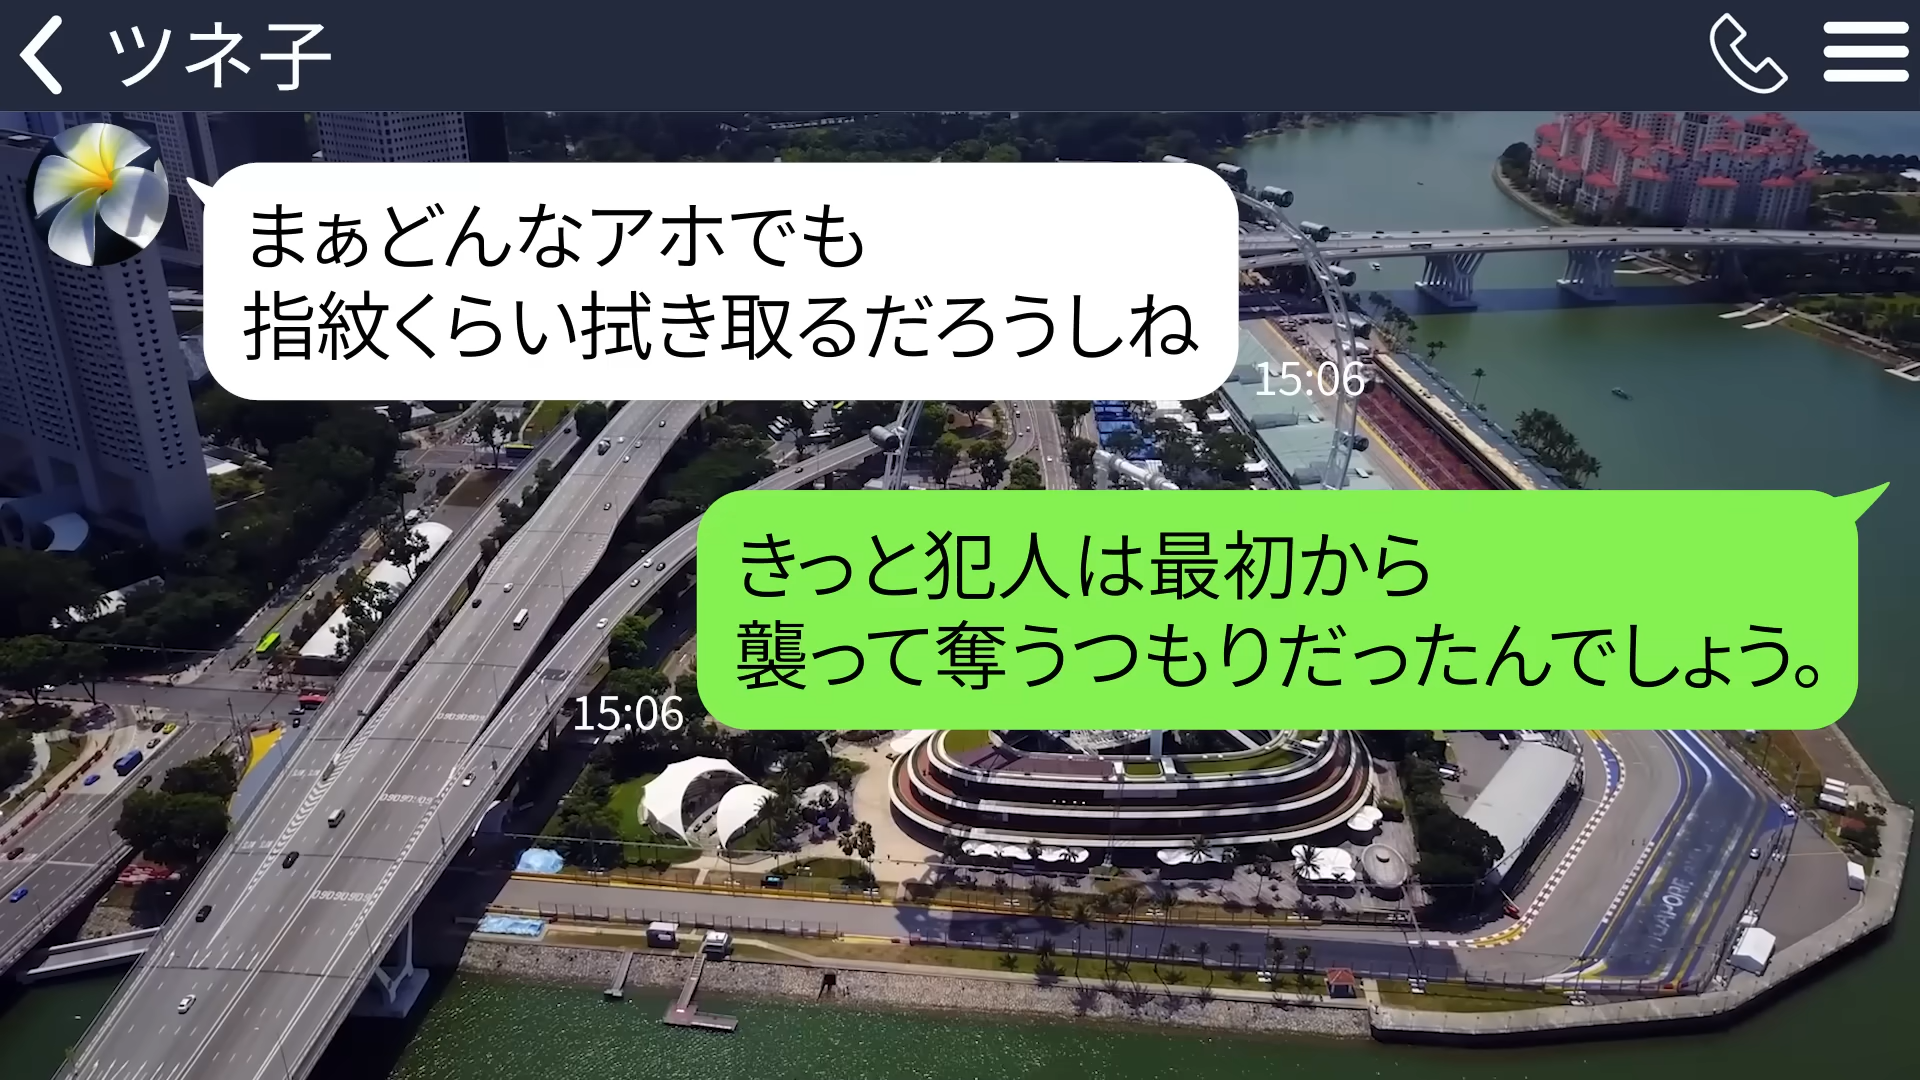 ツネ子
まぁどんなアホでも
指紋くらい拭き取るだろうしね
15:06
きっと犯人は最初から
襲って奪うつもりだったんでしょう。
15:06